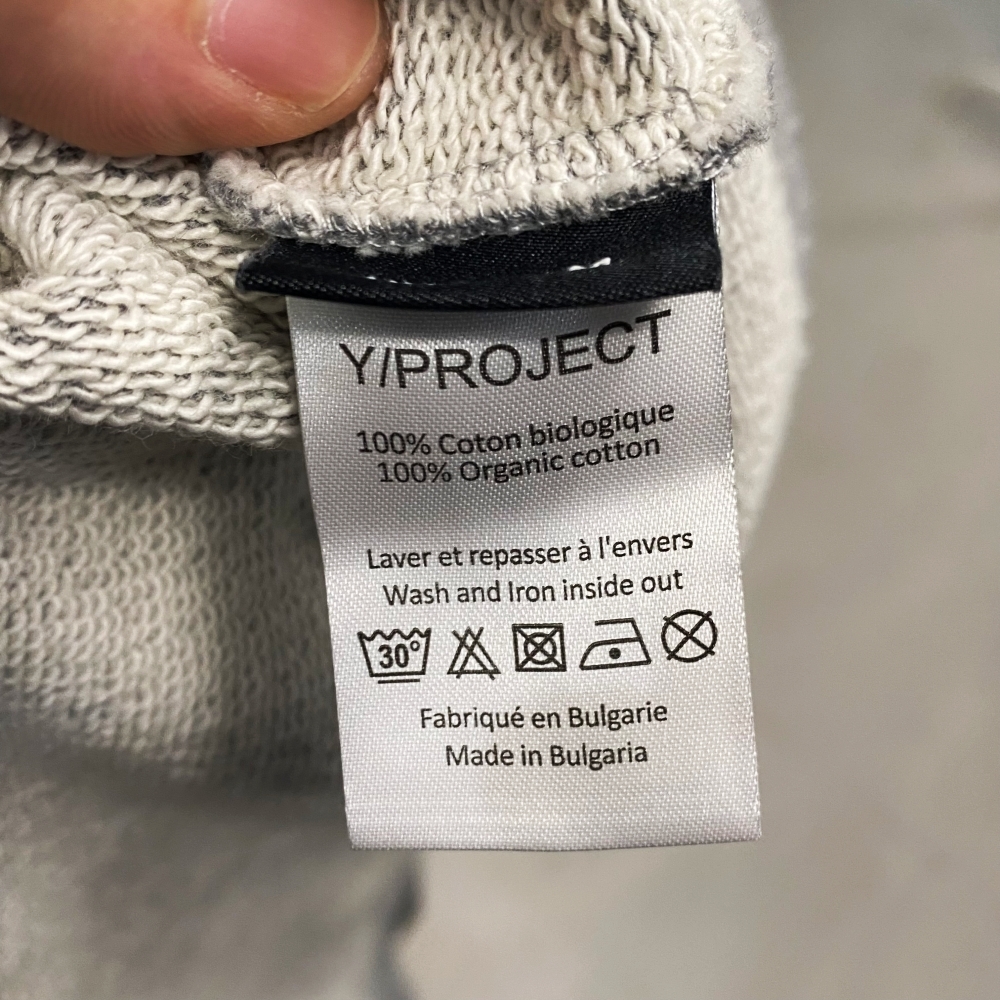 Y/PROJECT
100% Coton biologique
100% Organic cotton
Laver et repasser à l'envers
Wash and Iron inside out
30°
Fabriqué en Bulgarie
Made in Bulgaria